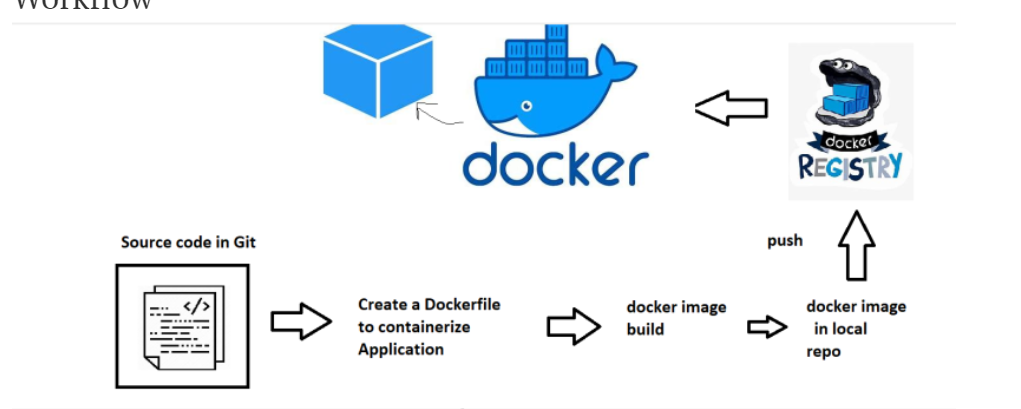 Workflow
docker
docker
REGISTRY
Source code in Git
</>
push
Create a Dockerfile
to containerize
Application
docker image
build
docker image
in local
repo